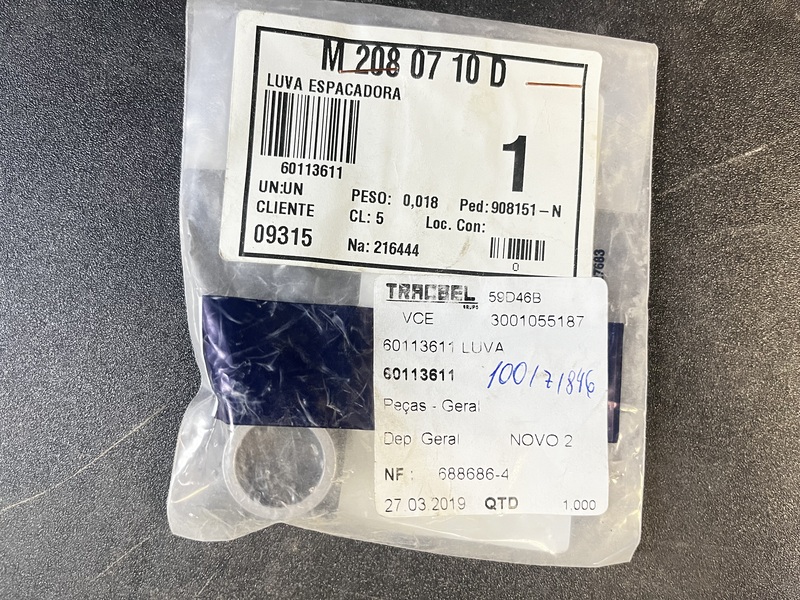 M 208 07 10 D
LUVA ESPACADORA
60113611
1
UN:UN
PESO: 0,018
Ped: 908151-N
CLIENTE
CL: 5
Loc. Con:
09315
Na: 216444
0
7683
TRACBEL 59D46B
GRUPO
VCE 3001055187
60113611 LUVA
60113611
100171846
Peças - Geral
Dep Geral NOVO 2
NF : 688686-4
27.03.2019 QTD 1,000